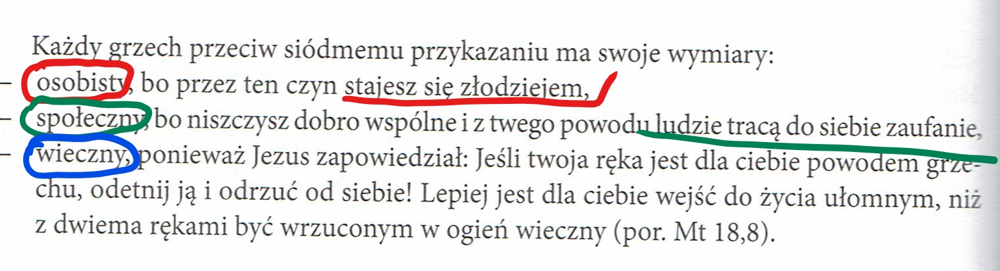 Każdy grzech przeciw siódmemu przykazaniu ma swoje wymiary:
– osobisty, bo przez ten czyn stajesz się złodziejem,
– społeczny, bo niszczysz dobro wspólne i z twego powodu ludzie tracą do siebie zaufanie,
– wieczny, ponieważ Jezus zapowiedział: Jeśli twoja ręka jest dla ciebie powodem grze-
chu, odetnij ją i odrzuć od siebie! Lepiej jest dla ciebie wejść do życia ułomnym, niż
z dwiema rękami być wrzuconym w ogień wieczny (por. Mt 18,8).